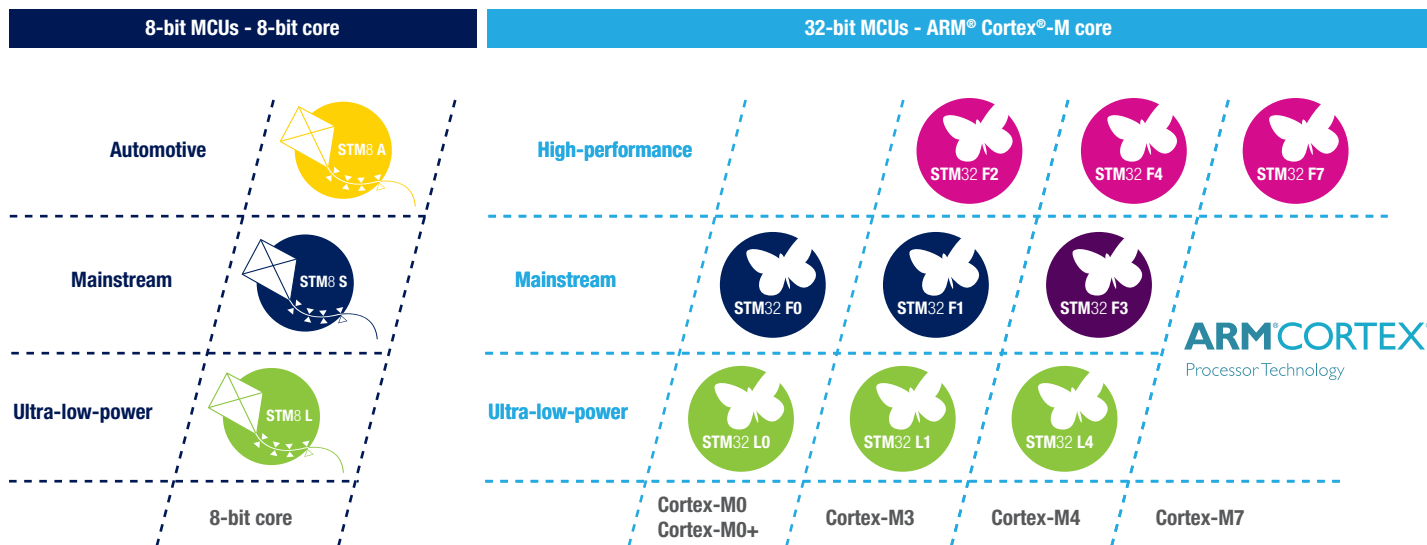 8-bit MCUs - 8-bit core
32-bit MCUs - ARM® Cortex®-M core
Automotive
STM8 A
High-performance
STM32 F2
STM32 F4
STM32 F7
Mainstream
STM8 S
Mainstream
STM32 F0
STM32 F1
STM32 F3
ARM®CORTEX®
Processor Technology
Ultra-low-power
STM8 L
Ultra-low-power
STM32 L0
STM32 L1
STM32 L4
8-bit core
Cortex-M0
Cortex-M0+
Cortex-M3
Cortex-M4
Cortex-M7